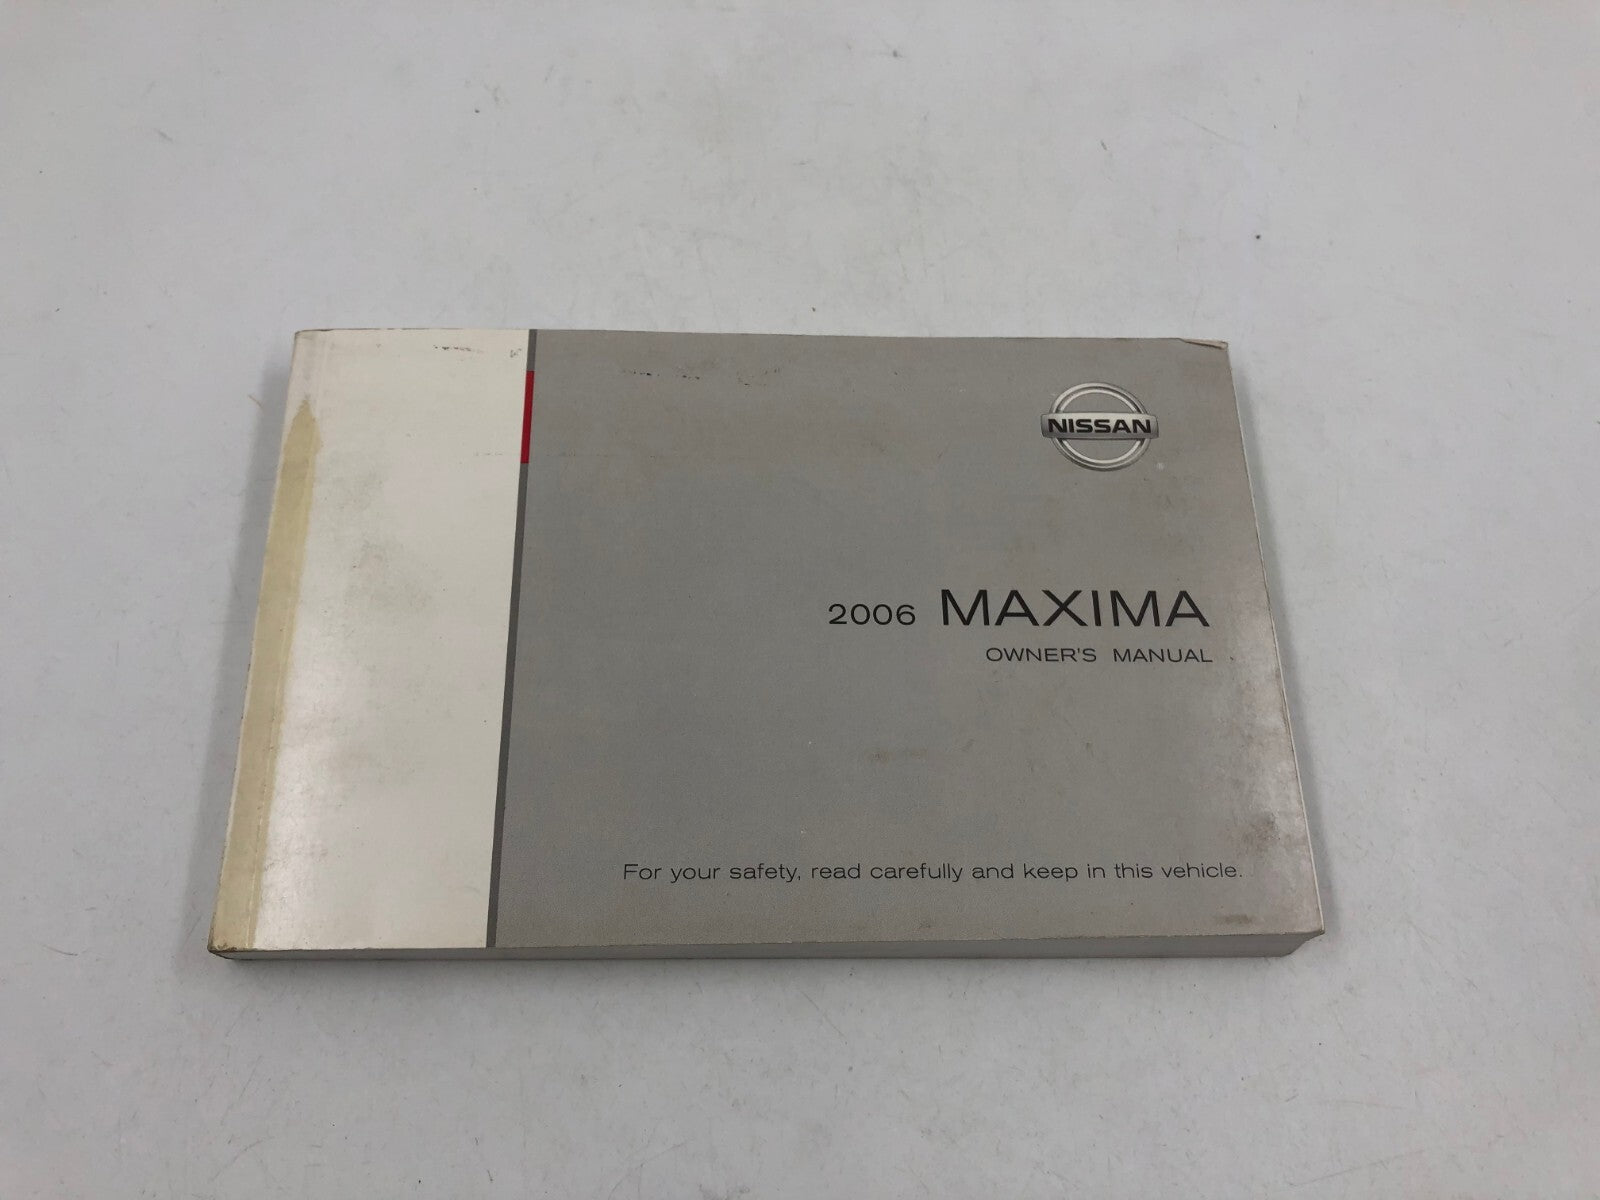 NISSAN
®
2006 MAXIMA
OWNER'S MANUAL
For your safety, read carefully and keep in this vehicle.